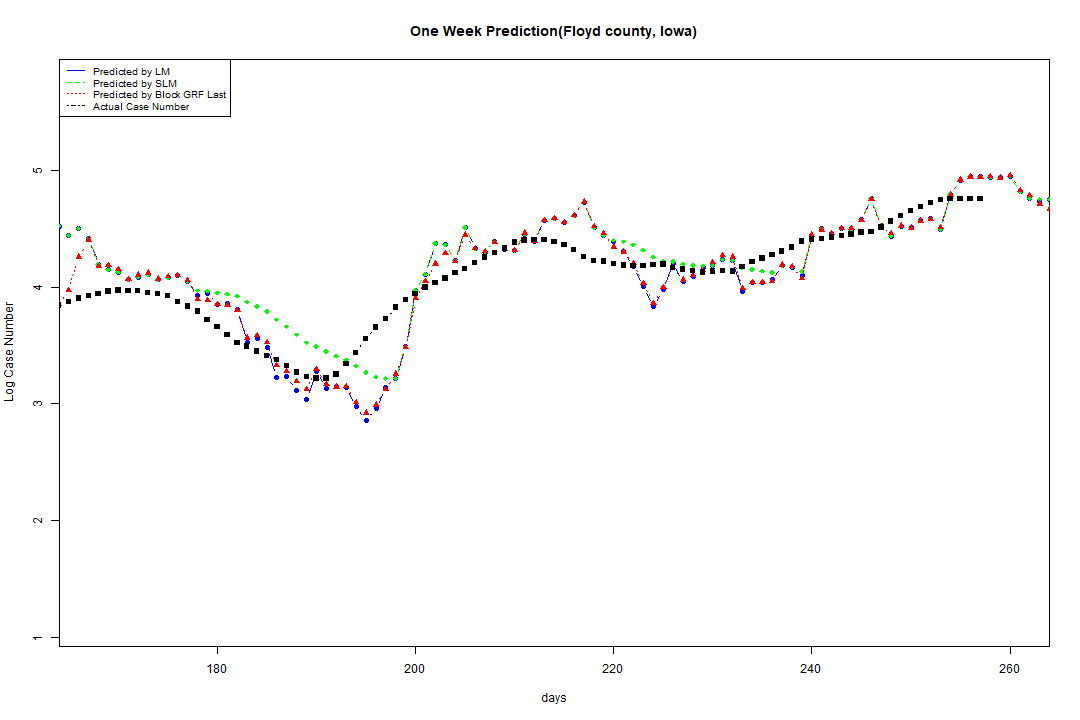 One Week Prediction(Floyd county, Iowa)
Predicted by LM
Predicted by SLM
Predicted by Block GRF Last
Actual Case Number
5
4
3
2
1
Log Case Number
180
200
220
240
260
days